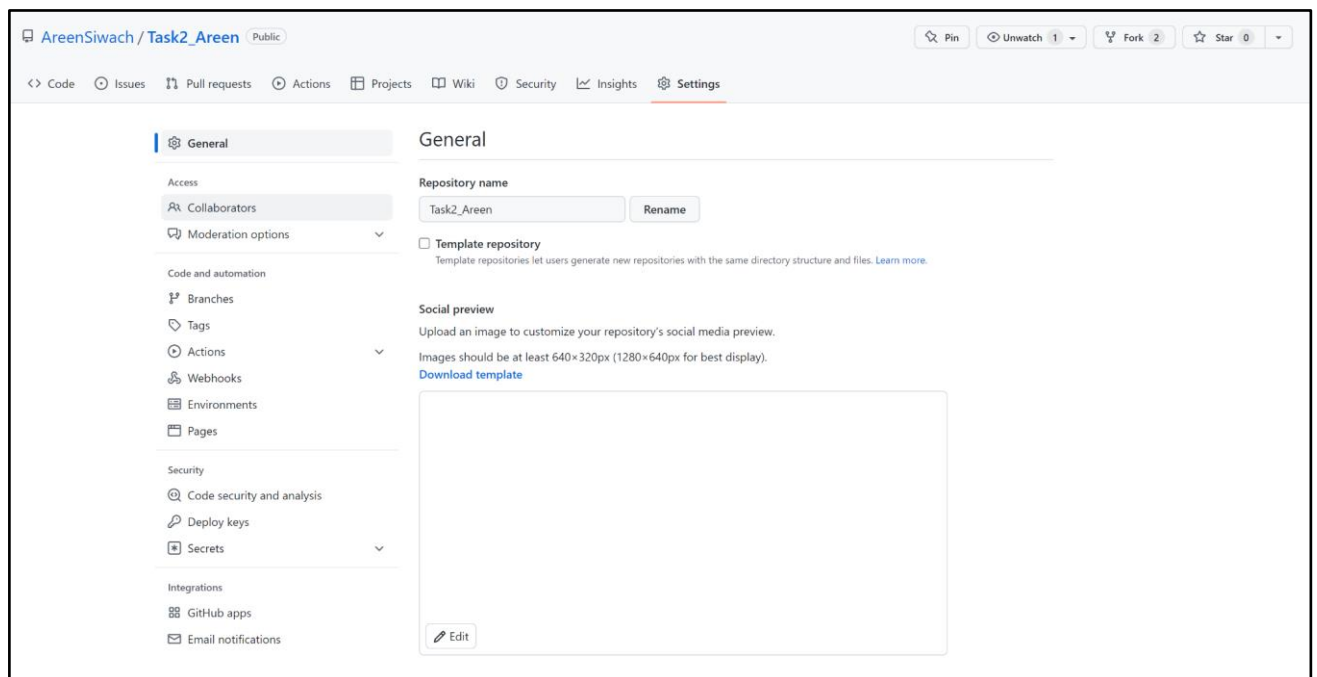 AreenSiwach / Task2_Areen Public
Pin Unwatch 1 Fork 2 Star 0
<> Code Issues Pull requests Actions Projects Wiki Security Insights Settings
General
Access
Collaborators
Moderation options
Code and automation
Branches
Tags
Actions
Webhooks
Environments
Pages
Security
Code security and analysis
Deploy keys
Secrets
Integrations
GitHub apps
Email notifications
General
Repository name
Task2_Areen Rename
Template repository
Template repositories let users generate new repositories with the same directory structure and files. Learn more.
Social preview
Upload an image to customize your repository's social media preview.
Images should be at least 640×320px (1280×640px for best display).
Download template
Edit